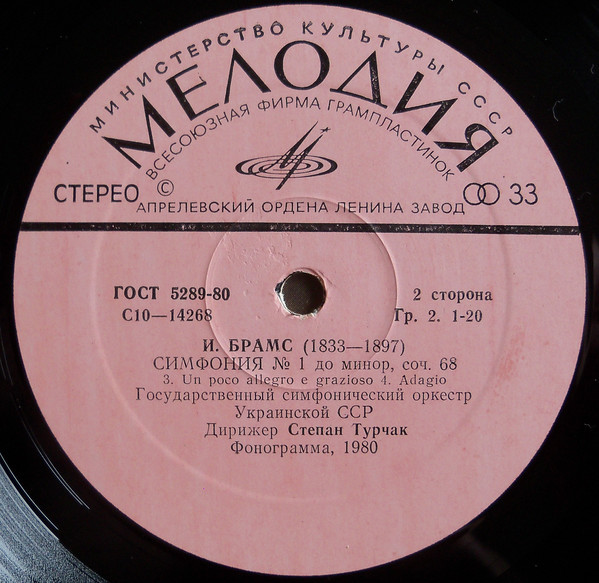 МИНИСТЕРСТВО КУЛЬТУРЫ СССР
МЕЛОДИЯ
ВСЕСОЮЗНАЯ ФИРМА ГРАМПЛАСТИНОК
СТЕРЕО © 33
АПРЕЛЕВСКИЙ ОРДЕНА ЛЕНИНА ЗАВОД
ГОСТ 5289-80 2 сторона
С10—14268 Гр. 2. 1-20
И. БРАМС (1833—1897)
СИМФОНИЯ № 1 до минор, соч. 68
3. Un poco allegro e grazioso 4. Adagio
Государственный симфонический оркестр
Украинской ССР
Дирижер Степан Турчак
Фонограмма, 1980